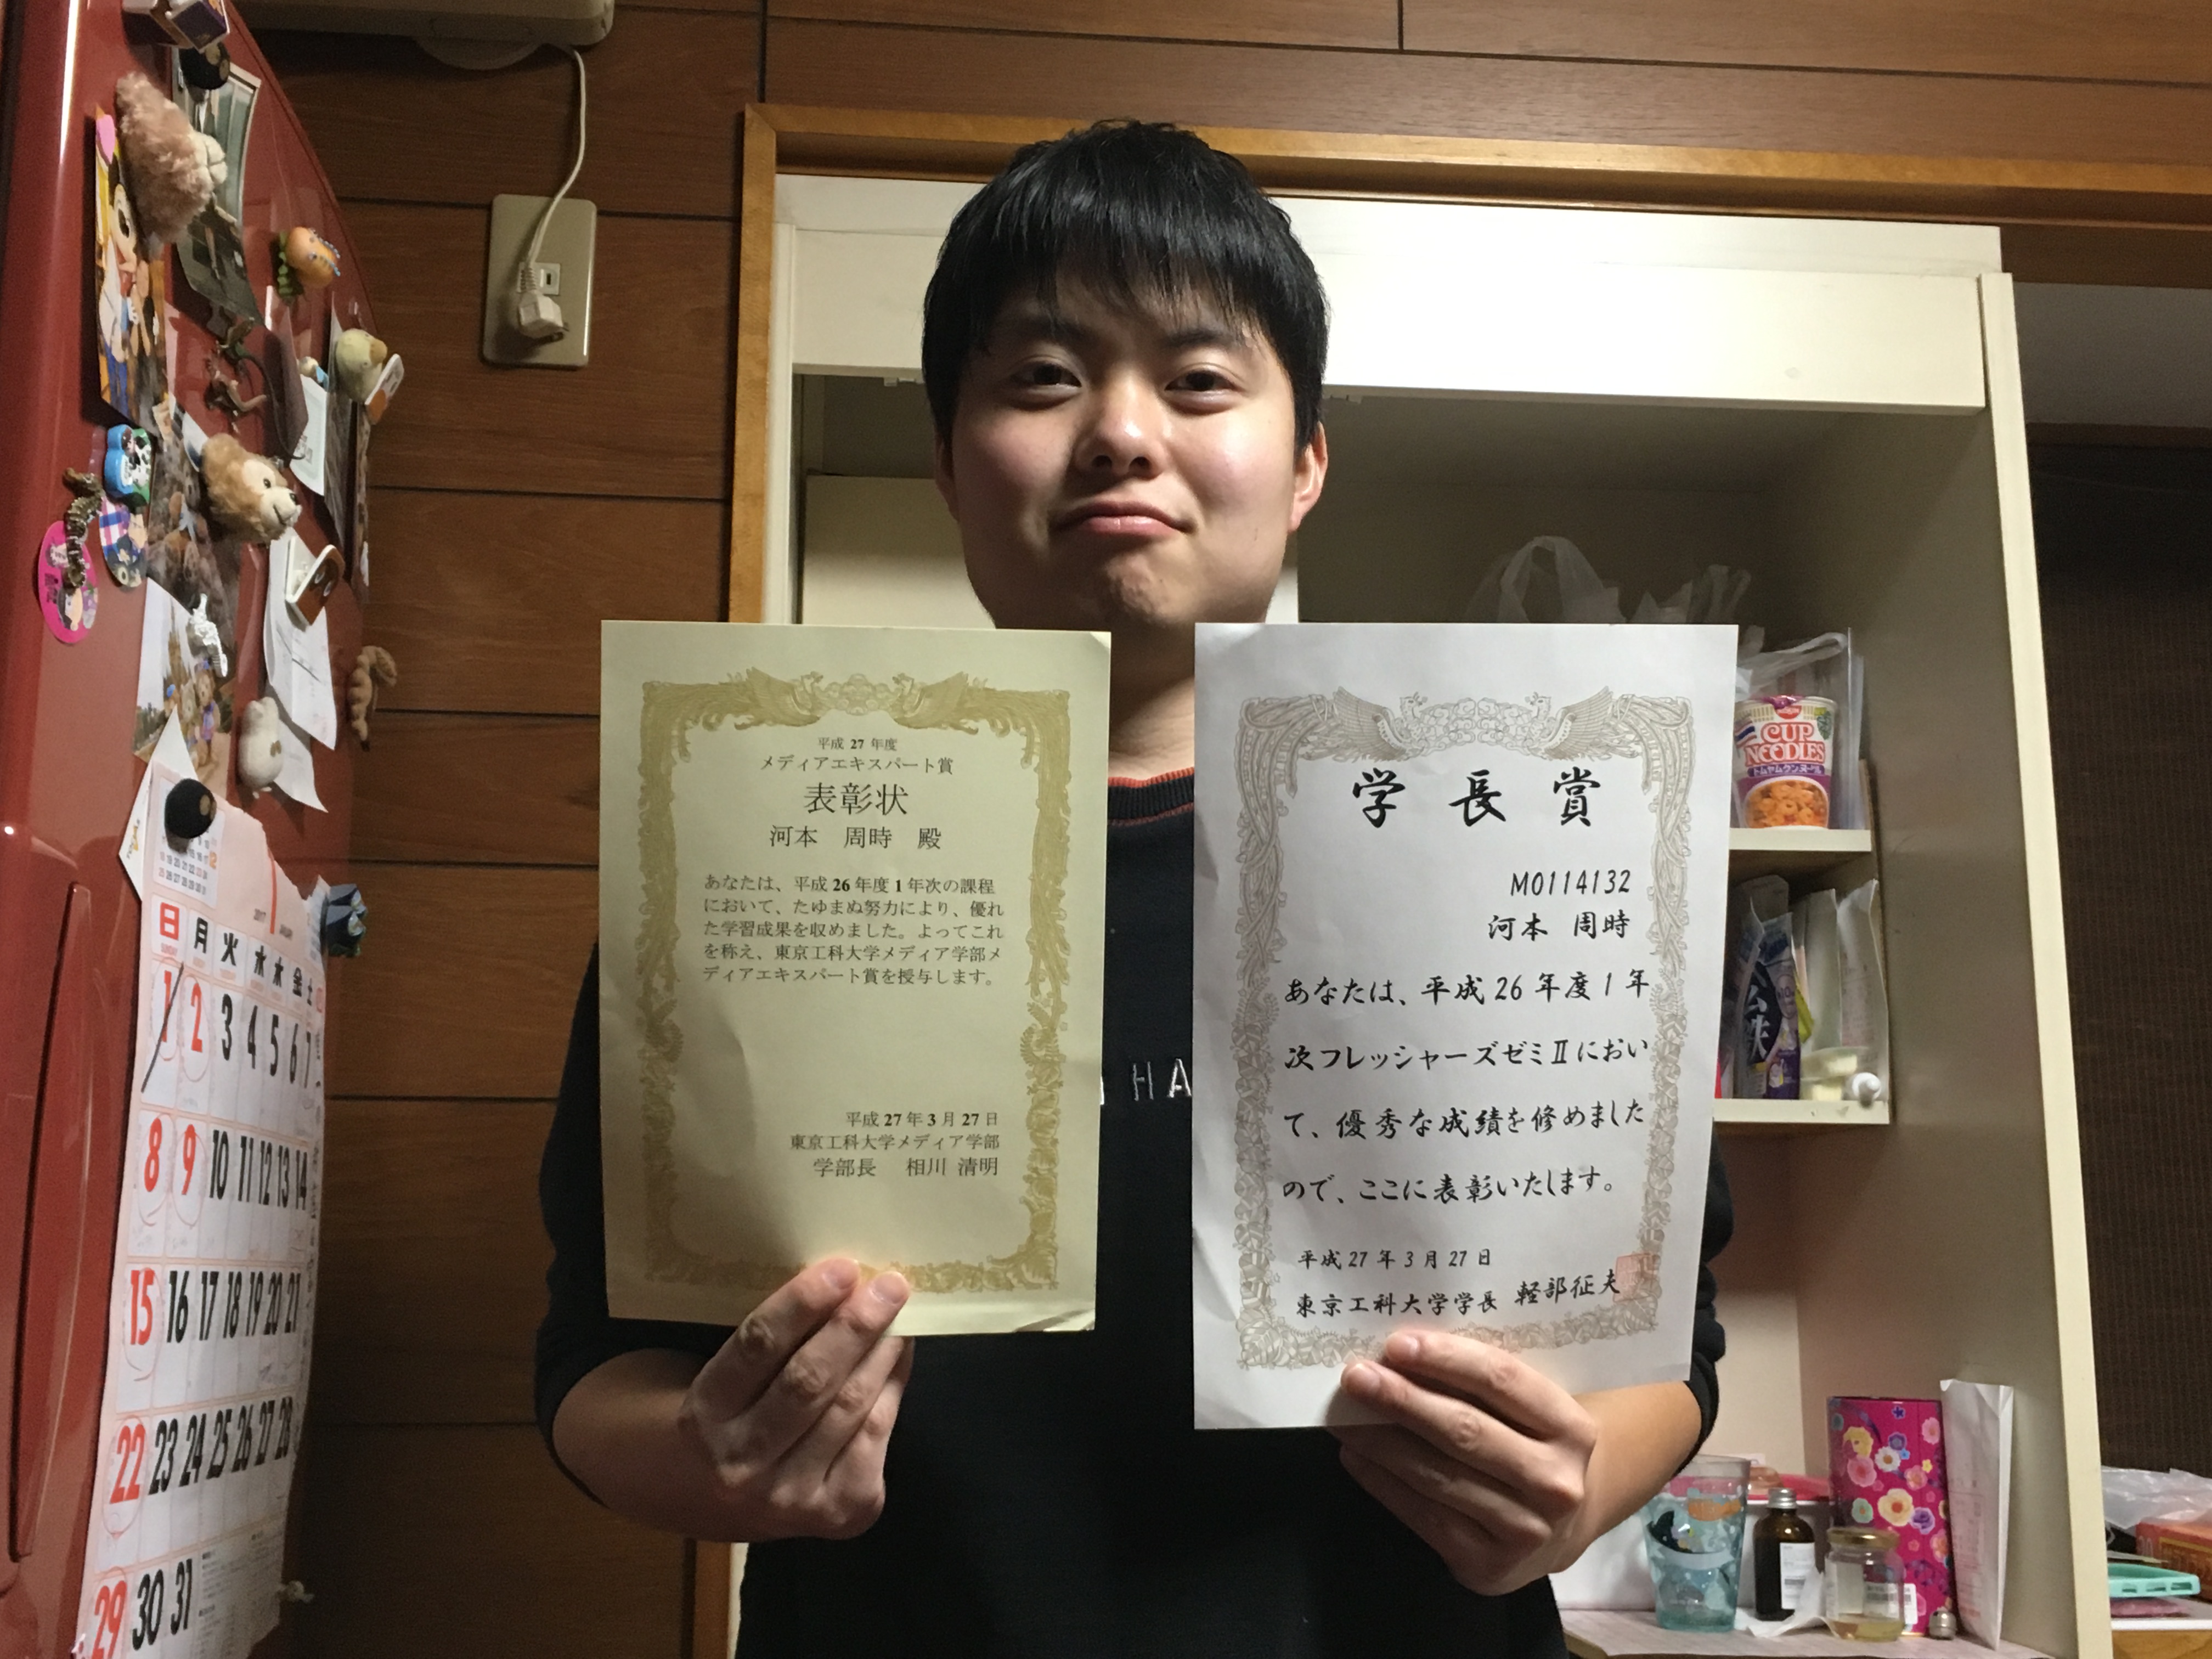 平成 27 年度
メディアエキスパート賞
表彰状
河本 周時 殿
あなたは、平成 26 年度 1 年次の課程
において、たゆまぬ努力により、優れ
た学習成果を収めました。よってこれ
を称え、東京工科大学メディア学部メ
ディアエキスパート賞を授与します。
平成 27 年 3 月 27 日
東京工科大学メディア学部
学部長 相川 清明
学長賞
M0114132
河本 周時
あなたは、平成 26 年度 1 年
次フレッシャーズゼミⅡにおい
て、優秀な成績を修めました
ので、ここに表彰いたします。
平成 27 年 3 月 27 日
東京工科大学学長 軽部征夫
HA
CUP
NOODLES
トムヤムクンヌードル
2017
1
日 月 火 水 木 金 土
1 2 3 4 5 6 7
8 9 10 11 12 13 14
15 16 17 18 19 20 21
22 23 24 25 26 27 28
29 30 31